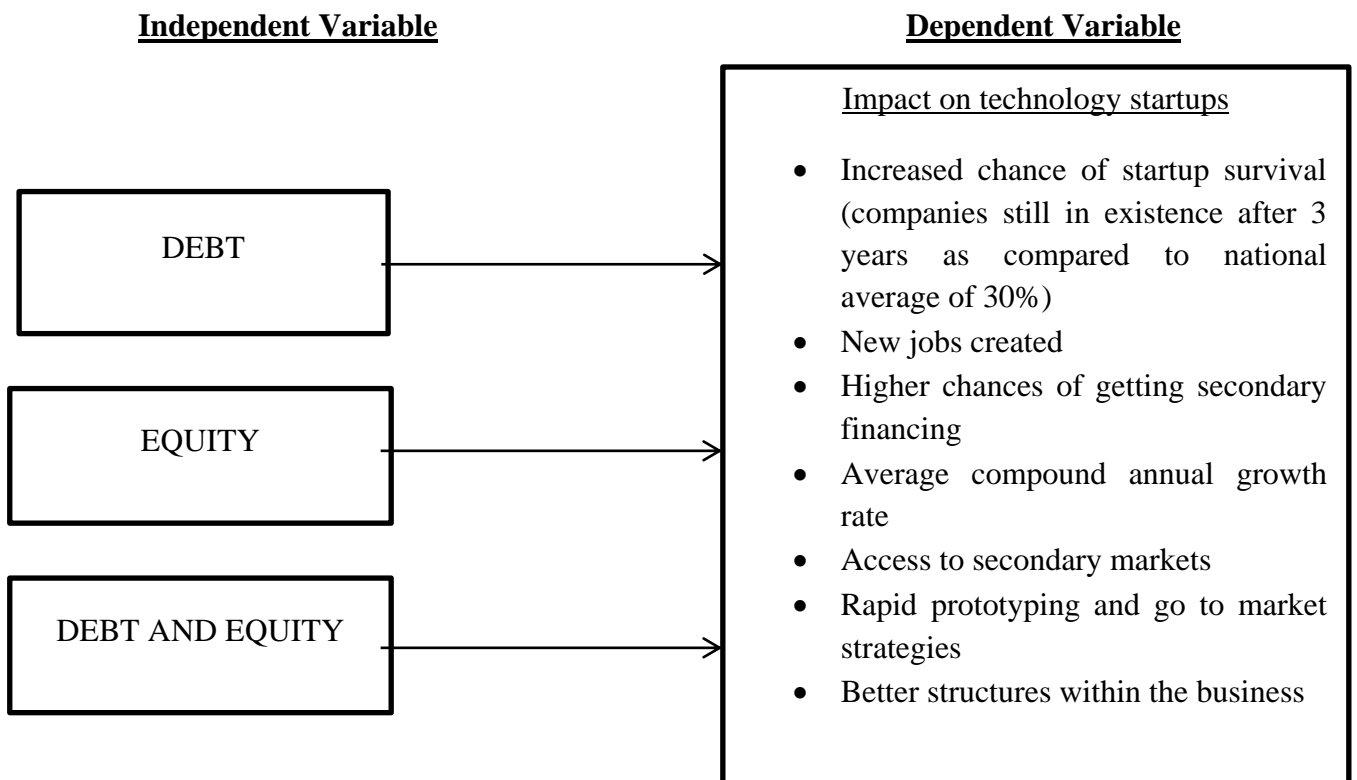 Independent Variable
Dependent Variable
DEBT
EQUITY
DEBT AND EQUITY
Impact on technology startups
• Increased chance of startup survival
(companies still in existence after 3
years as compared to national
average of 30%)
• New jobs created
• Higher chances of getting secondary
financing
• Average compound annual growth
rate
• Access to secondary markets
• Rapid prototyping and go to market
strategies
• Better structures within the business